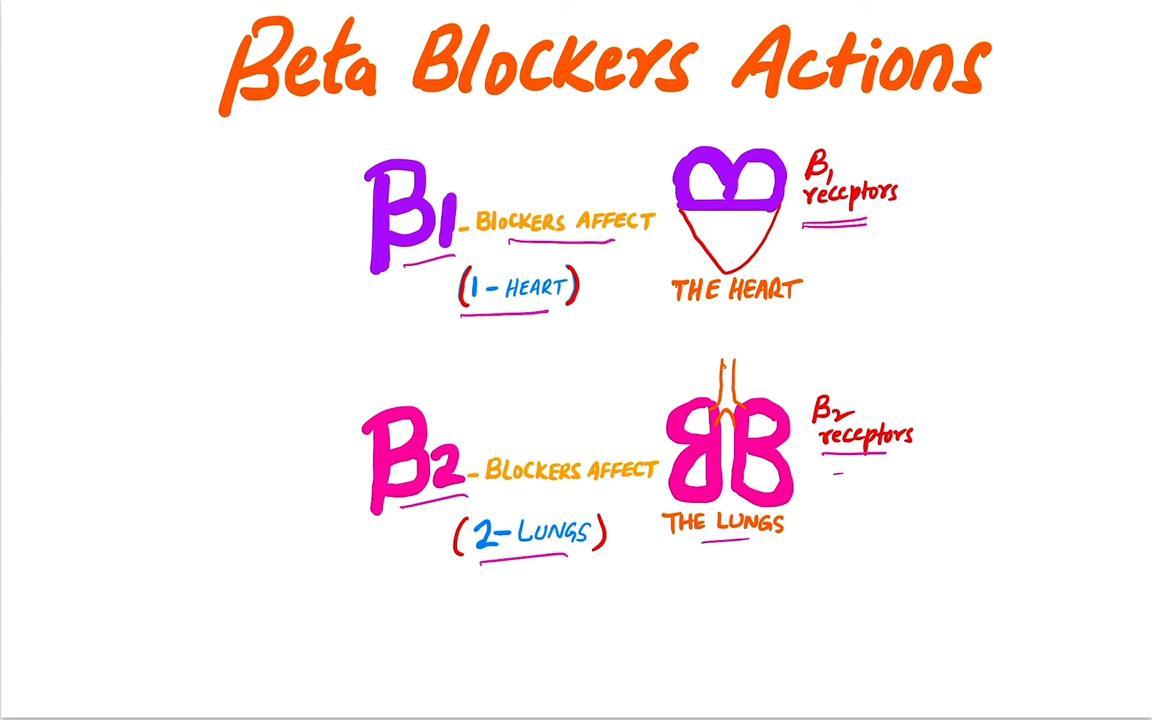 Beta Blockers Actions
B1 - BLOCKERS AFFECT
(1 - HEART)
THE HEART
B1
receptors
B2 - BLOCKERS AFFECT
(2 - LUNGS)
THE LUNGS
B2
receptors